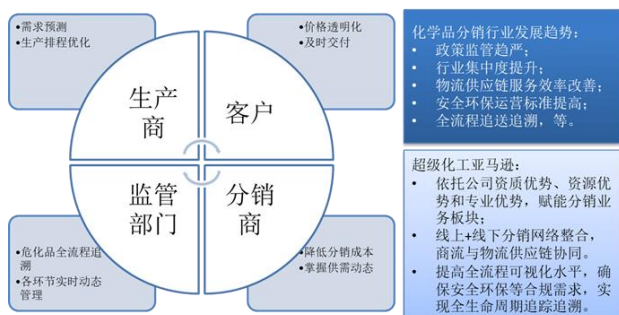 •需求预测
•生产排程优化
•价格透明化
•及时交付
生产
商
客户
监管
部门
分销
商
•危化品全流程追
溯
•各环节实时动态
管理
•降低分销成本
•掌握供需动态
化学品分销行业发展趋势：
• 政策监管趋严；
• 行业集中度提升；
• 物流供应链服务效率改善；
• 安全环保运营标准提高；
• 全流程追送追溯，等。
超级化工亚马逊：
• 依托公司资质优势、资源优
势和专业优势，赋能分销业
务板块；
• 线上+线下分销网络整合，
商流与物流供应链协同。
• 提高全流程可视化水平，确
保安全环保等合规需求，实
现全生命周期追踪追溯。